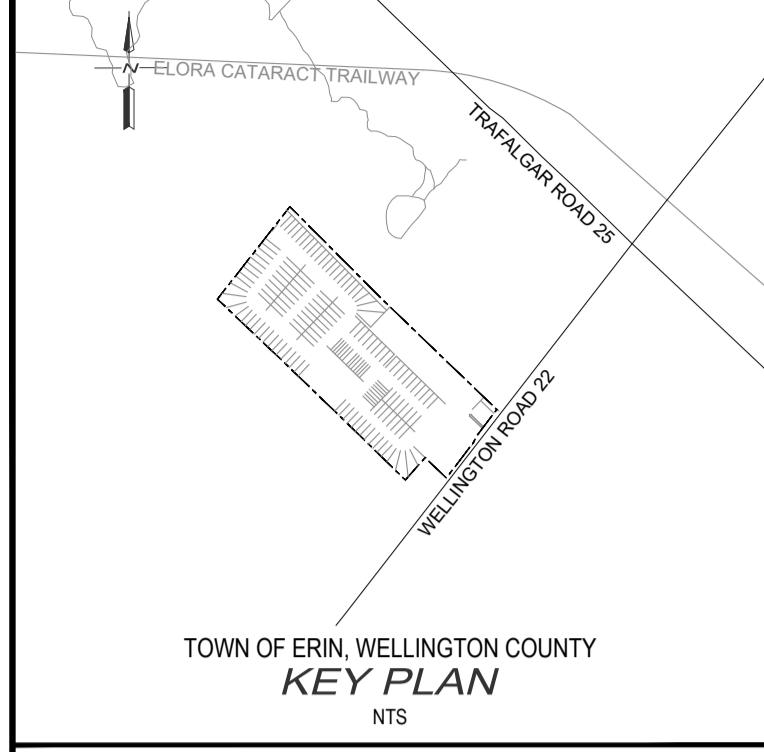 N
ELORA CATARACT TRAILWAY
TRAFALGAR ROAD 25
WELLINGTON ROAD 22
TOWN OF ERIN, WELLINGTON COUNTY
KEY PLAN
NTS